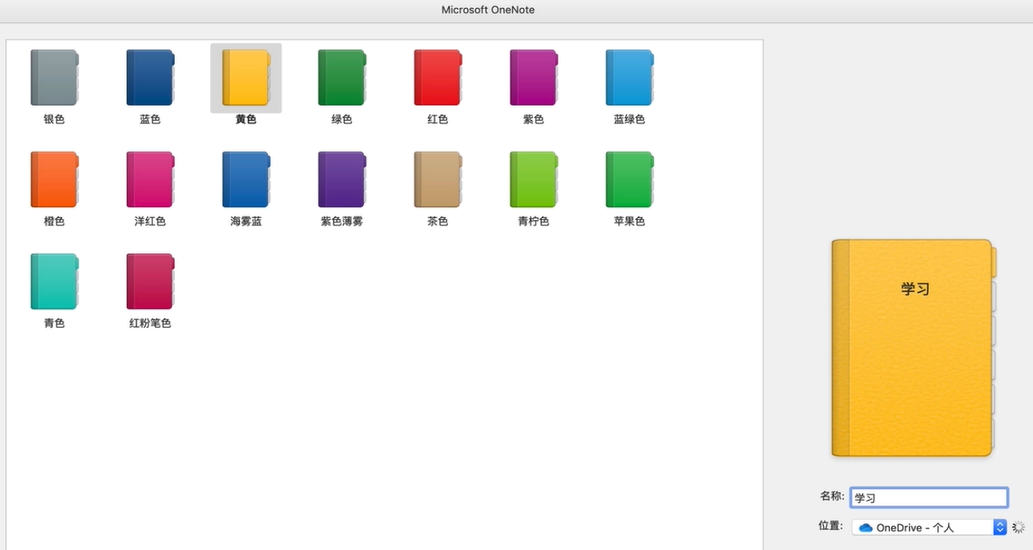 Microsoft OneNote
银色
蓝色
黄色
绿色
红色
紫色
蓝绿色
橙色
洋红色
海雾蓝
紫色薄雾
茶色
青柠色
苹果色
青色
红粉笔色
学习
名称: 学习
位置: OneDrive - 个人